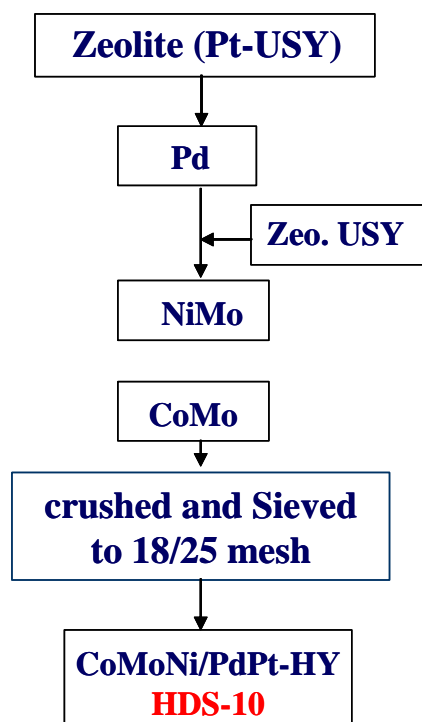 Zeolite (Pt-USY)
Pd
Zeo. USY
NiMo
CoMo
crushed and Sieved
to 18/25 mesh
CoMoNi/PdPt-HY
HDS-10